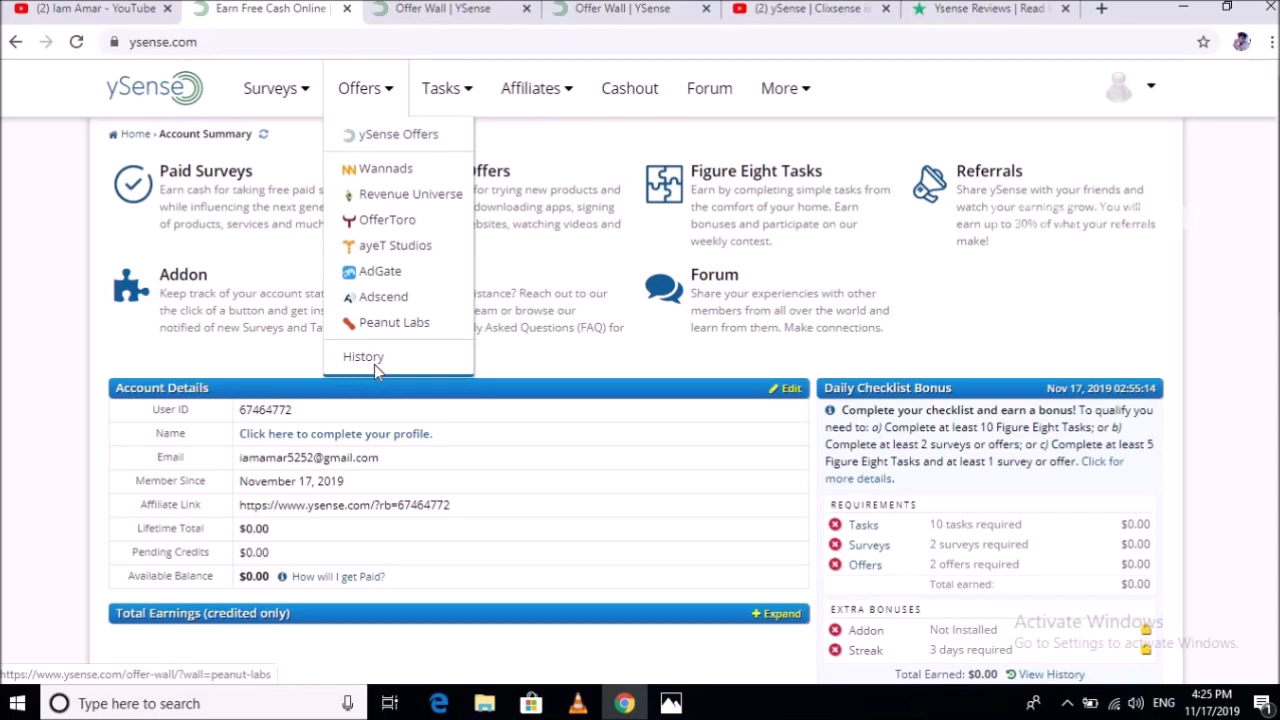 (2) Iam Amar - YouTube
Earn Free Cash Online
Offer Wall | YSense
Offer Wall | YSense
(2) ySense | Clixsense is
Ysense Reviews | Read
ysense.com
ySense
Surveys
Offers
Tasks
Affiliates
Cashout
Forum
More
ySense Offers
Wannads
Revenue Universe
OfferToro
ayeT Studios
AdGate
Adscend
Peanut Labs
History
Home › Account Summary
Paid Surveys
Earn cash for taking free paid s
while influencing the next gene
of products, services and much
Offers
for trying new products and
downloading apps, signing
ebsites, watching videos and
Figure Eight Tasks
Earn by completing simple tasks
from the comfort of your home. Earn
bonuses and participate on our
weekly contest.
Referrals
Share ySense with your friends and
watch your earnings grow. You will
earn up to 30% of what your referrals
make!
Addon
Keep track of your account stat
the click of a button and get ins
notified of new Surveys and Ta
istance? Reach out to our
eam or browse our
ly Asked Questions (FAQ) for
Forum
Share your experiences with other
members from all over the world and
learn from them. Make connections.
Account Details
Edit
User ID 67464772
Name Click here to complete your profile.
Email iamamar5252@gmail.com
Member Since November 17, 2019
Affiliate Link https://www.ysense.com/?rb=67464772
Lifetime Total $0.00
Pending Credits $0.00
Available Balance $0.00 How will I get Paid?
Total Earnings (credited only)
Expand
Daily Checklist Bonus Nov 17, 2019 02:55:14
Complete your checklist and earn a bonus! To qualify you
need to: a) Complete at least 10 Figure Eight Tasks; or b)
Complete at least 2 surveys or offers; or c) Complete at least 5
Figure Eight Tasks and at least 1 survey or offer. Click for
more details.
REQUIREMENTS
Tasks 10 tasks required $0.00
Surveys 2 surveys required $0.00
Offers 2 offers required $0.00
Total earned: $0.00
EXTRA BONUSES
Addon Not Installed
Streak 3 days required
Total Earned: $0.00 View History
Activate Windows
Go to Settings to activate Windows.
https://www.ysense.com/offer-wall/?wall=peanut-labs
Type here to search
ENG
4:25 PM
11/17/2019
1